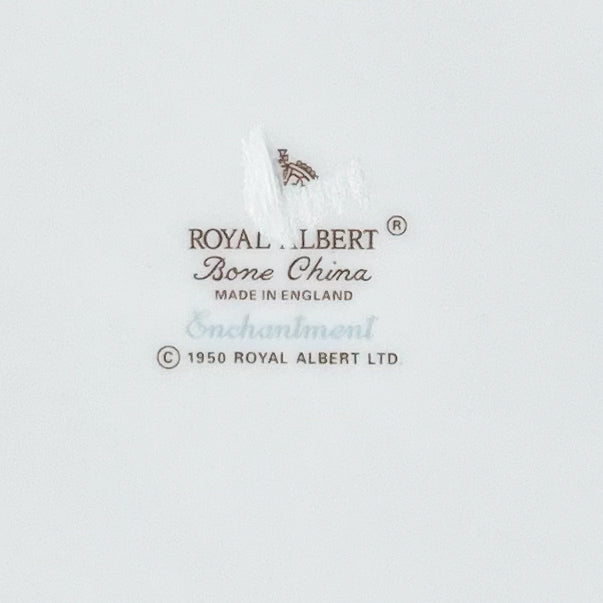 ROYAL ALBERT ®
Bone China
MADE IN ENGLAND
Enchantment
© 1950 ROYAL ALBERT LTD.